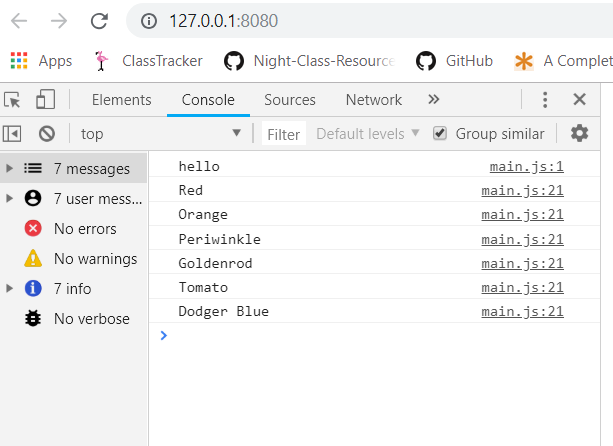 127.0.0.1:8080
Apps ClassTracker Night-Class-Resource GitHub A Complet
Elements Console Sources Network
top Filter Default levels Group similar
7 messages
7 user mess...
No errors
No warnings
7 info
No verbose
hello main.js:1
Red main.js:21
Orange main.js:21
Periwinkle main.js:21
Goldenrod main.js:21
Tomato main.js:21
Dodger Blue main.js:21